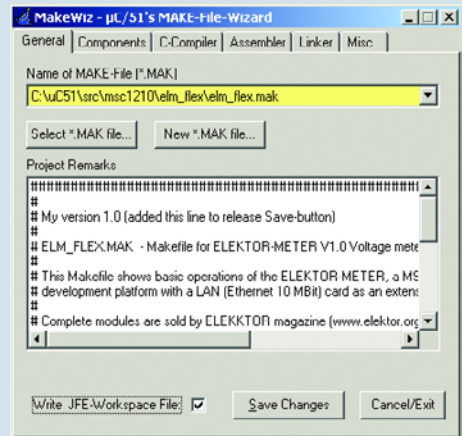 MakeWiz - µC/51's MAKE-File-Wizard
General Components C-Compiler Assembler Linker Misc
Name of MAKE-File (*.MAK)
C:\uC51\src\msc1210\elm_flex\elm_flex.mak
Select *.MAK file... New *.MAK file...
Project Remarks
########################################################
#
# My version 1.0 (added this line to release Save-button)
#
# ELM_FLEX.MAK - Makefile for ELEKTOR-METER V1.0 Voltage mete
#
# This Makefile shows basic operations of the ELEKTOR METER, a MS
# development platform with a LAN (Ethernet 10 MBit) card as an extens
#
# Complete modules are sold by ELEKKTOR magazine (www.elektor.org
Write JFE-Workspace File: Save Changes Cancel/Exit